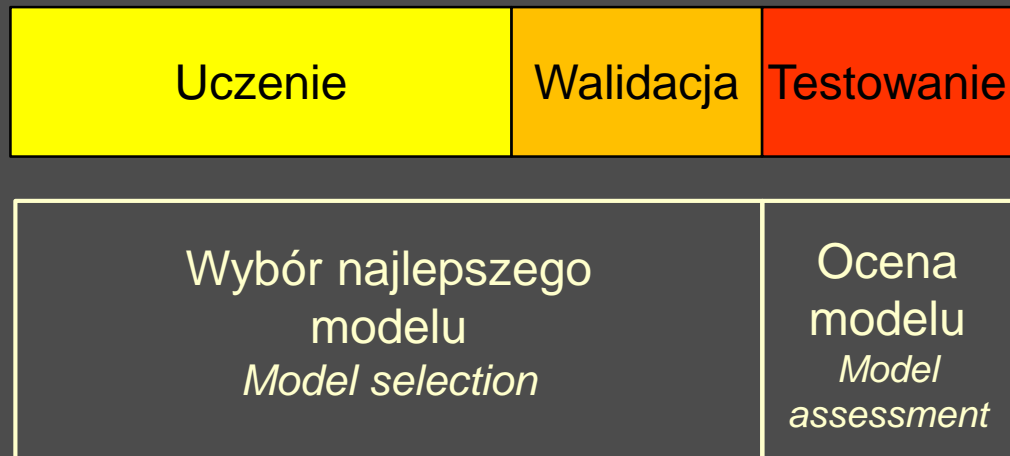 Uczenie
Walidacja
Testowanie
Wybór najlepszego
modelu
Model selection
Ocena
modelu
Model
assessment